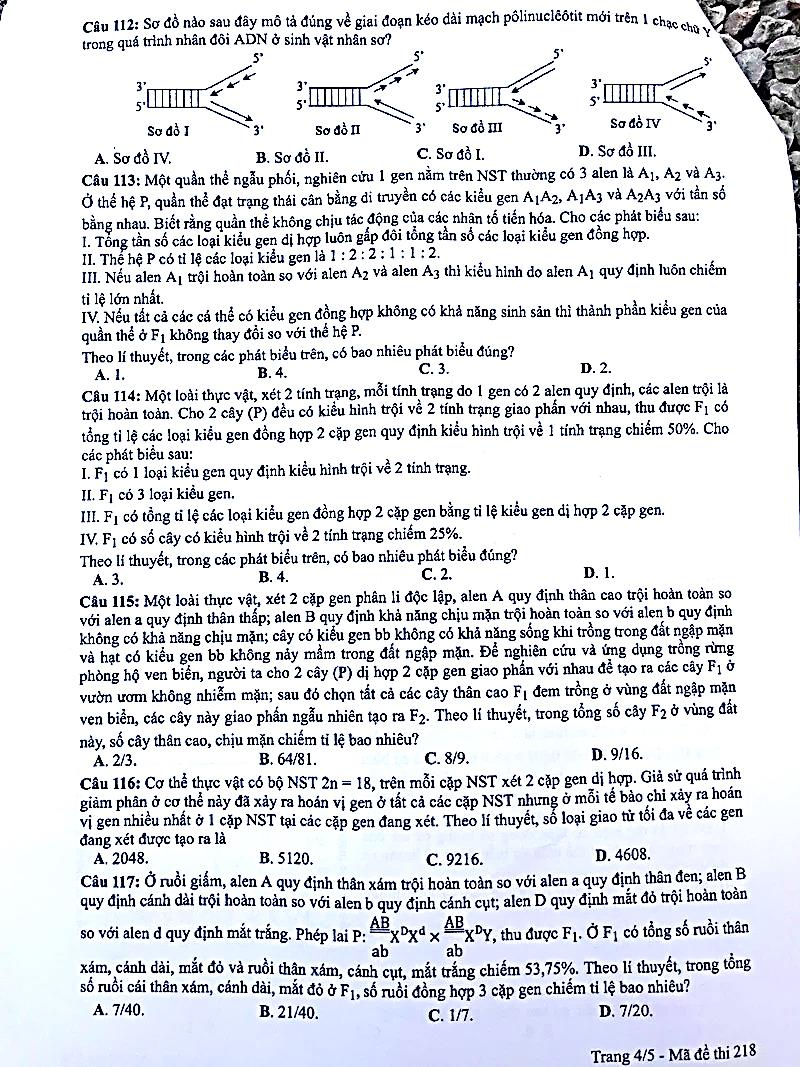 Câu 112: Sơ đồ nào sau đây mô tả đúng về giai đoạn kéo dài mạch pôlinuclêôtit mới trên 1 chạc chữ Y
trong quá trình nhân đôi ADN ở sinh vật nhân sơ?
5' 5' 5' 5'
3' 3' 3' 3'
5' 5' 5' 5'
Sơ đồ I 3' Sơ đồ II 3' Sơ đồ III 3' Sơ đồ IV 3'
A. Sơ đồ IV. B. Sơ đồ II. C. Sơ đồ I. D. Sơ đồ III.
Câu 113: Một quần thể ngẫu phối, nghiên cứu 1 gen nằm trên NST thường có 3 alen là A₁, A₂ và A₃.
Ở thế hệ P, quần thể đạt trạng thái cân bằng di truyền có các kiểu gen A₁A₂, A₁A₃ và A₂A₃ với tần số
bằng nhau. Biết rằng quần thể không chịu tác động của các nhân tố tiến hóa. Cho các phát biểu sau:
I. Tổng tần số các loại kiểu gen dị hợp luôn gấp đôi tổng tần số các loại kiểu gen đồng hợp.
II. Thế hệ P có tỉ lệ các loại kiểu gen là 1 : 2 : 2 : 1 : 1 : 2.
III. Nếu alen A₁ trội hoàn toàn so với alen A₂ và alen A₃ thì kiểu hình do alen A₁ quy định luôn chiếm
tỉ lệ lớn nhất.
IV. Nếu tất cả các cá thể có kiểu gen đồng hợp không có khả năng sinh sản thì thành phần kiểu gen của
quần thể ở F₁ không thay đổi so với thế hệ P.
Theo lí thuyết, trong các phát biểu trên, có bao nhiêu phát biểu đúng?
A. 1. B. 4. C. 3. D. 2.
Câu 114: Một loài thực vật, xét 2 tính trạng, mỗi tính trạng do 1 gen có 2 alen quy định, các alen trội là
trội hoàn toàn. Cho 2 cây (P) đều có kiểu hình trội về 2 tính trạng giao phấn với nhau, thu được F₁ có
tổng tỉ lệ các loại kiểu gen đồng hợp 2 cặp gen quy định kiểu hình trội về 1 tính trạng chiếm 50%. Cho
các phát biểu sau:
I. F₁ có 1 loại kiểu gen quy định kiểu hình trội về 2 tính trạng.
II. F₁ có 3 loại kiểu gen.
III. F₁ có tổng tỉ lệ các loại kiểu gen đồng hợp 2 cặp gen bằng tỉ lệ kiểu gen dị hợp 2 cặp gen.
IV. F₁ có số cây có kiểu hình trội về 2 tính trạng chiếm 25%.
Theo lí thuyết, trong các phát biểu trên, có bao nhiêu phát biểu đúng?
A. 3. B. 4. C. 2. D. 1.
Câu 115: Một loài thực vật, xét 2 cặp gen phân li độc lập, alen A quy định thân cao trội hoàn toàn so
với alen a quy định thân thấp; alen B quy định khả năng chịu mặn trội hoàn toàn so với alen b quy định
không có khả năng chịu mặn; cây có kiểu gen bb không có khả năng sống khi trồng trong đất ngập mặn
và hạt có kiểu gen bb không nảy mầm trong đất ngập mặn. Để nghiên cứu và ứng dụng trồng rừng
phòng hộ ven biển, người ta cho 2 cây (P) dị hợp 2 cặp gen giao phấn với nhau để tạo ra các cây F₁ ở
vườn ươm không nhiễm mặn; sau đó chọn tất cả các cây thân cao F₁ đem trồng ở vùng đất ngập mặn
ven biển, các cây này giao phấn ngẫu nhiên tạo ra F₂. Theo lí thuyết, trong tổng số cây F₂ ở vùng đất
này, số cây thân cao, chịu mặn chiếm tỉ lệ bao nhiêu?
A. 2/3. B. 64/81. C. 8/9. D. 9/16.
Câu 116: Cơ thể thực vật có bộ NST 2n = 18, trên mỗi cặp NST xét 2 cặp gen dị hợp. Giả sử quá trình
giảm phân ở cơ thể này đã xảy ra hoán vị gen ở tất cả các cặp NST nhưng ở mỗi tế bào chỉ xảy ra hoán
vị gen nhiều nhất ở 1 cặp NST tại các cặp gen đang xét. Theo lí thuyết, số loại giao tử tối đa về các gen
đang xét được tạo ra là
A. 2048. B. 5120. C. 9216. D. 4608.
Câu 117: Ở ruồi giấm, alen A quy định thân xám trội hoàn toàn so với alen a quy định thân đen; alen B
quy định cánh dài trội hoàn toàn so với alen b quy định cánh cụt; alen D quy định mắt đỏ trội hoàn toàn
so với alen d quy định mắt trắng. Phép lai P: AB/ab XᴰXᵈ × AB/ab XᴰY, thu được F₁. Ở F₁ có tổng số ruồi thân
xám, cánh dài, mắt đỏ và ruồi thân xám, cánh cụt, mắt trắng chiếm 53,75%. Theo lí thuyết, trong tổng
số ruồi cái thân xám, cánh dài, mắt đỏ ở F₁, số ruồi đồng hợp 3 cặp gen chiếm tỉ lệ bao nhiêu?
A. 7/40. B. 21/40. C. 1/7. D. 7/20.
Trang 4/5 - Mã đề thi 218